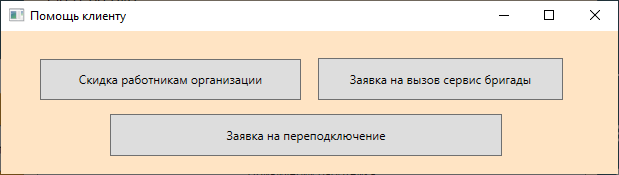 Помощь клиенту
Скидка работникам организации
Заявка на вызов сервис бригады
Заявка на переподключение